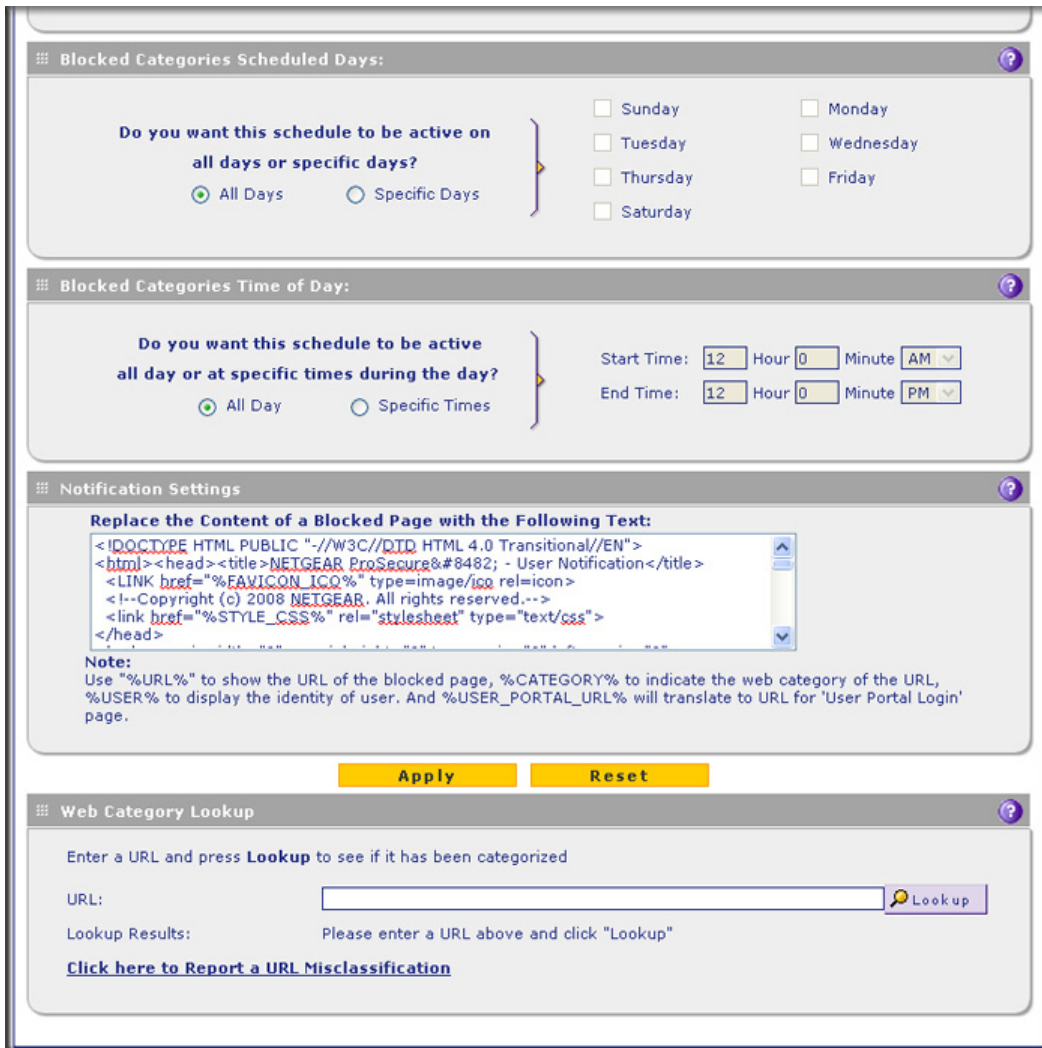 Blocked Categories Scheduled Days:
Do you want this schedule to be active on
all days or specific days?
All Days Specific Days
Sunday Monday
Tuesday Wednesday
Thursday Friday
Saturday
Blocked Categories Time of Day:
Do you want this schedule to be active
all day or at specific times during the day?
All Day Specific Times
Start Time: 12 Hour 0 Minute AM
End Time: 12 Hour 0 Minute PM
Notification Settings
Replace the Content of a Blocked Page with the Following Text:
<!DOCTYPE HTML PUBLIC "-//W3C//DTD HTML 4.0 Transitional//EN">
<html><head><title>NETGEAR ProSecure&#8482; - User Notification</title>
<LINK href="%FAVICON_ICO%" type=image/ico rel=icon>
<!--Copyright (c) 2008 NETGEAR. All rights reserved.-->
<link href="%STYLE_CSS%" rel="stylesheet" type="text/css">
</head>
Note:
Use "%URL%" to show the URL of the blocked page, %CATEGORY% to indicate the web category of the URL,
%USER% to display the identity of user. And %USER_PORTAL_URL% will translate to URL for 'User Portal Login'
page.
Apply Reset
Web Category Lookup
Enter a URL and press Lookup to see if it has been categorized
URL: Lookup
Lookup Results: Please enter a URL above and click "Lookup"
Click here to Report a URL Misclassification